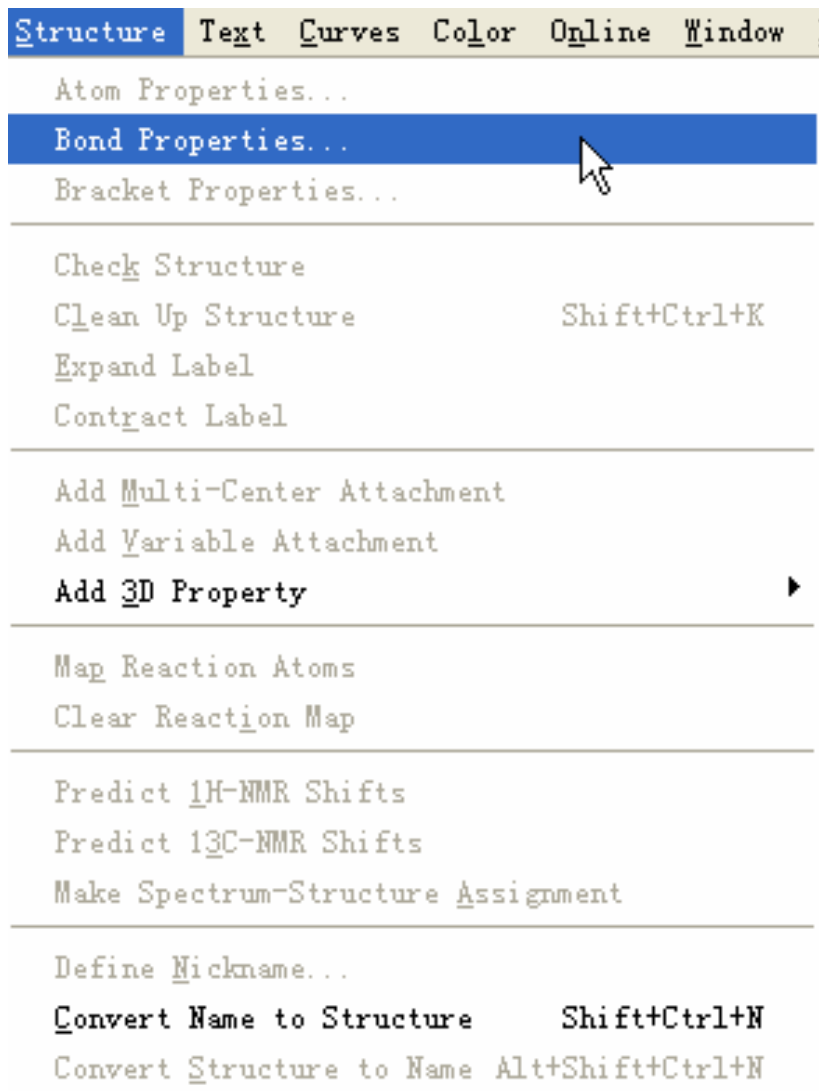 Structure Text Curves Color Online Window
Atom Properties...
Bond Properties...
Bracket Properties...
Check Structure
Clean Up Structure Shift+Ctrl+K
Expand Label
Contract Label
Add Multi-Center Attachment
Add Variable Attachment
Add 3D Property
Map Reaction Atoms
Clear Reaction Map
Predict 1H-NMR Shifts
Predict 13C-NMR Shifts
Make Spectrum-Structure Assignment
Define Nickname...
Convert Name to Structure Shift+Ctrl+N
Convert Structure to Name Alt+Shift+Ctrl+N